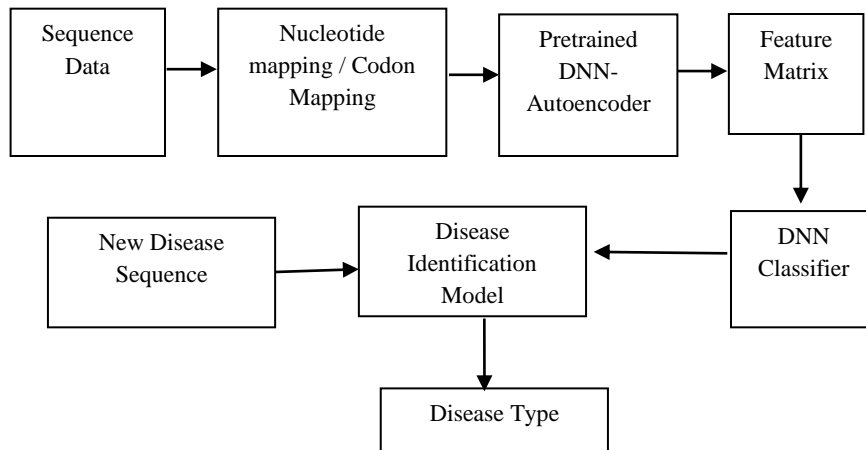 Sequence
Data
Nucleotide
mapping / Codon
Mapping
Pretrained
DNN-
Autoencoder
Feature
Matrix
New Disease
Sequence
Disease
Identification
Model
DNN
Classifier
Disease Type